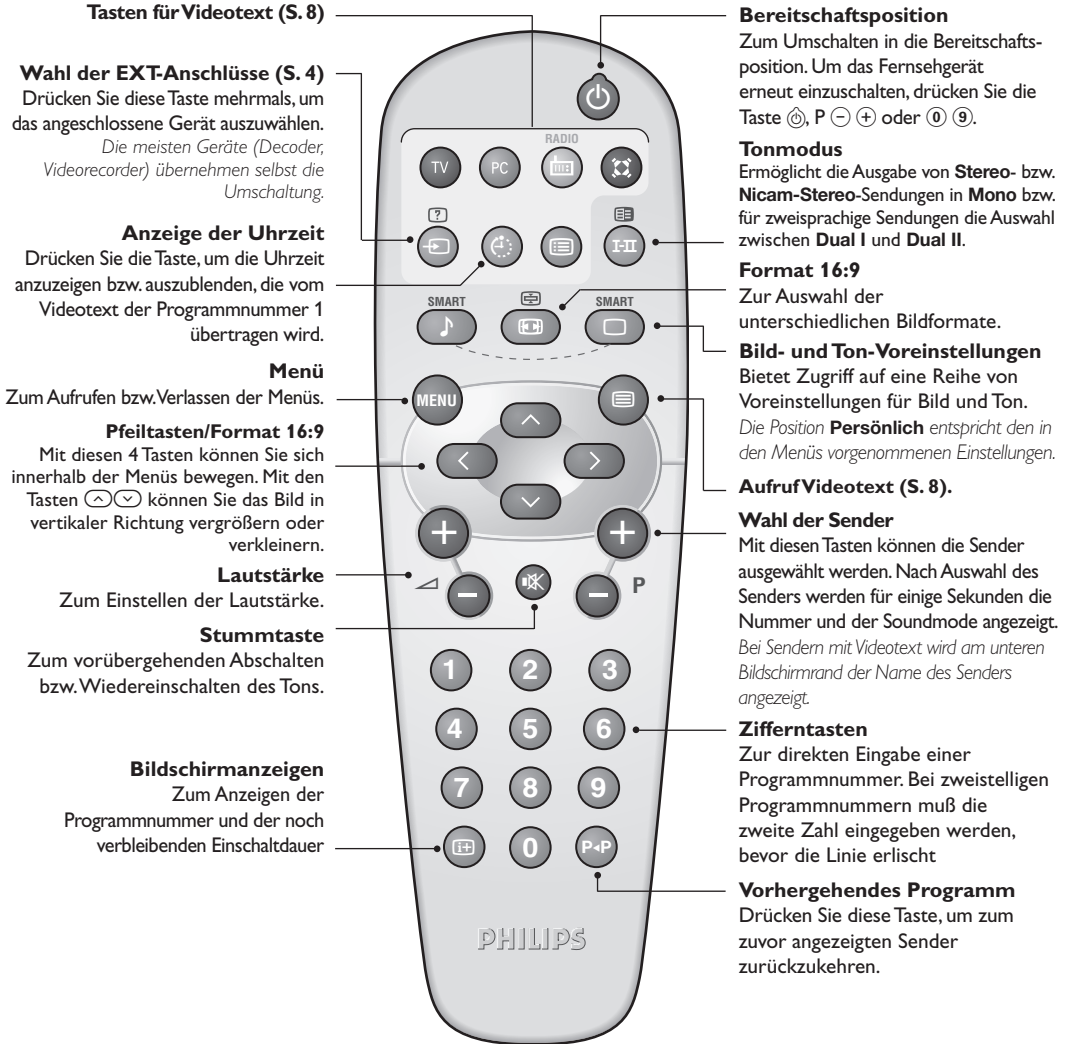 Tasten für Videotext (S. 8)
Wahl der EXT-Anschlüsse (S. 4)
Drücken Sie diese Taste mehrmals, um
das angeschlossene Gerät auszuwählen.
Die meisten Geräte (Decoder,
Videorecorder) übernehmen selbst die
Umschaltung.
Anzeige der Uhrzeit
Drücken Sie die Taste, um die Uhrzeit
anzuzeigen bzw. auszublenden, die vom
Videotext der Programmnummer 1
übertragen wird.
Menü
Zum Aufrufen bzw. Verlassen der Menüs.
Pfeiltasten/Format 16:9
Mit diesen 4 Tasten können Sie sich
innerhalb der Menüs bewegen. Mit den
Tasten können Sie das Bild in
vertikaler Richtung vergrößern oder
verkleinern.
Lautstärke
Zum Einstellen der Lautstärke.
Stummtaste
Zum vorübergehenden Abschalten
bzw. Wiedereinschalten des Tons.
Bildschirmanzeigen
Zum Anzeigen der
Programmnummer und der noch
verbleibenden Einschaltdauer
RADIO
TV PC
?
I-II
SMART SMART
MENU
+ +
- - P
1 2 3
4 5 6
7 8 9
i+ 0 P◂P
PHILIPS
Bereitschaftsposition
Zum Umschalten in die Bereitschafts-
position. Um das Fernsehgerät
erneut einzuschalten, drücken Sie die
Taste , P - + oder 0 9.
Tonmodus
Ermöglicht die Ausgabe von Stereo- bzw.
Nicam-Stereo-Sendungen in Mono bzw.
für zweisprachige Sendungen die Auswahl
zwischen Dual I und Dual II.
Format 16:9
Zur Auswahl der
unterschiedlichen Bildformate.
Bild- und Ton-Voreinstellungen
Bietet Zugriff auf eine Reihe von
Voreinstellungen für Bild und Ton.
Die Position Persönlich entspricht den in
den Menüs vorgenommenen Einstellungen.
Aufruf Videotext (S. 8).
Wahl der Sender
Mit diesen Tasten können die Sender
ausgewählt werden. Nach Auswahl des
Senders werden für einige Sekunden die
Nummer und der Soundmode angezeigt.
Bei Sendern mit Videotext wird am unteren
Bildschirmrand der Name des Senders
angezeigt.
Zifferntasten
Zur direkten Eingabe einer
Programmnummer. Bei zweistelligen
Programmnummern muß die
zweite Zahl eingegeben werden,
bevor die Linie erlischt
Vorhergehendes Programm
Drücken Sie diese Taste, um zum
zuvor angezeigten Sender
zurückzukehren.